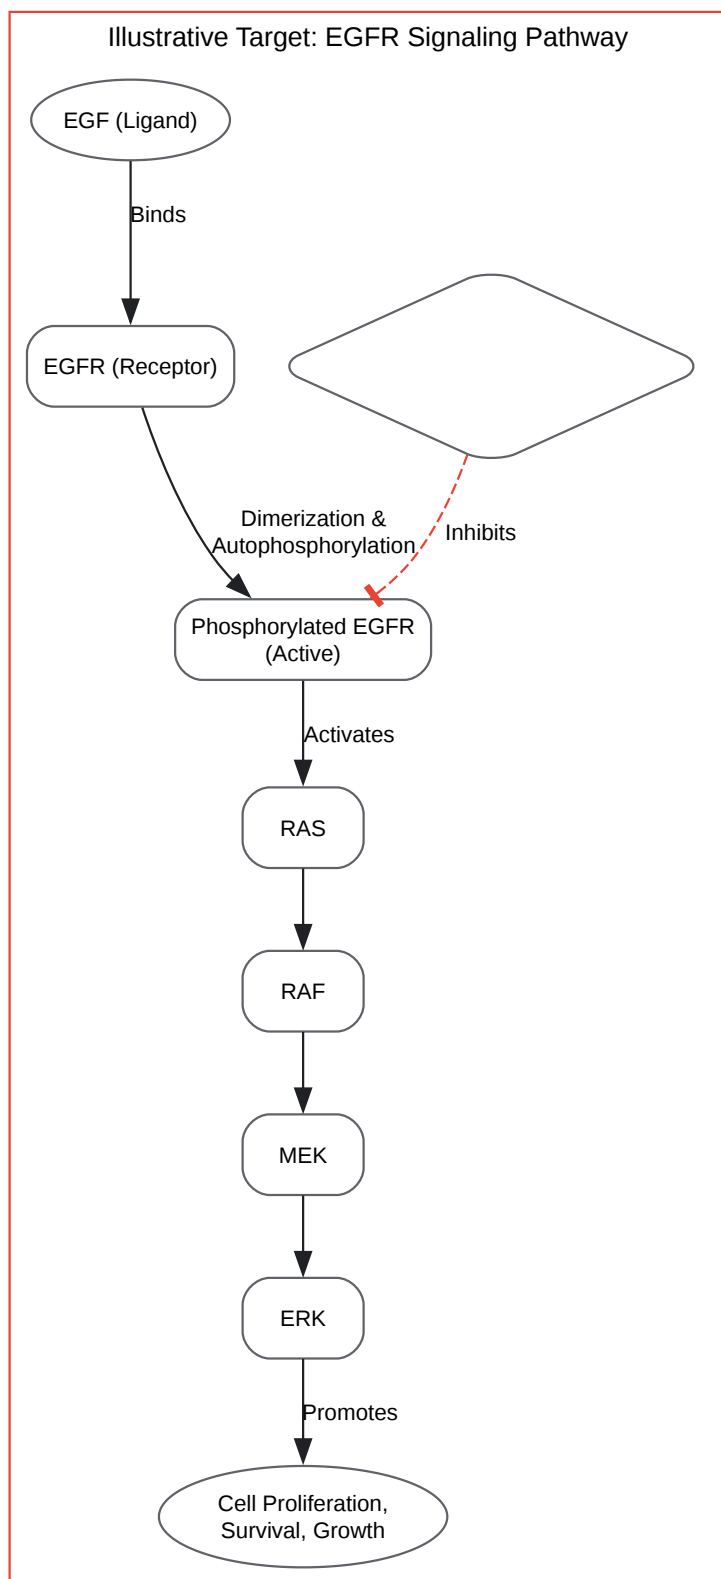 Illustrative Target: EGFR Signaling Pathway
EGF (Ligand)
Binds
EGFR (Receptor)
Dimerization &
Autophosphorylation
Inhibits
Phosphorylated EGFR
(Active)
Activates
RAS
RAF
MEK
ERK
Promotes
Cell Proliferation,
Survival, Growth